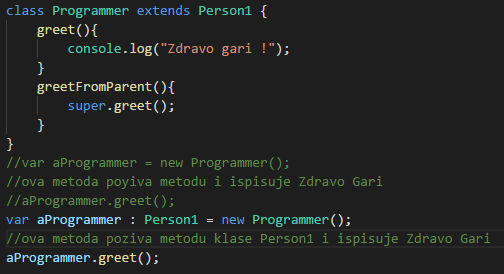 class Programmer extends Person1 {
    greet(){
        console.log("Zdravo gari !");
    }
    greetFromParent(){
        super.greet();
    }
}
//var aProgrammer = new Programmer();
//ova metoda poyiva metodu i ispisuje Zdravo Gari
//aProgrammer.greet();
var aProgrammer : Person1 = new Programmer();
//ova metoda poziva metodu klase Person1 i ispisuje Zdravo Gari
aProgrammer.greet();